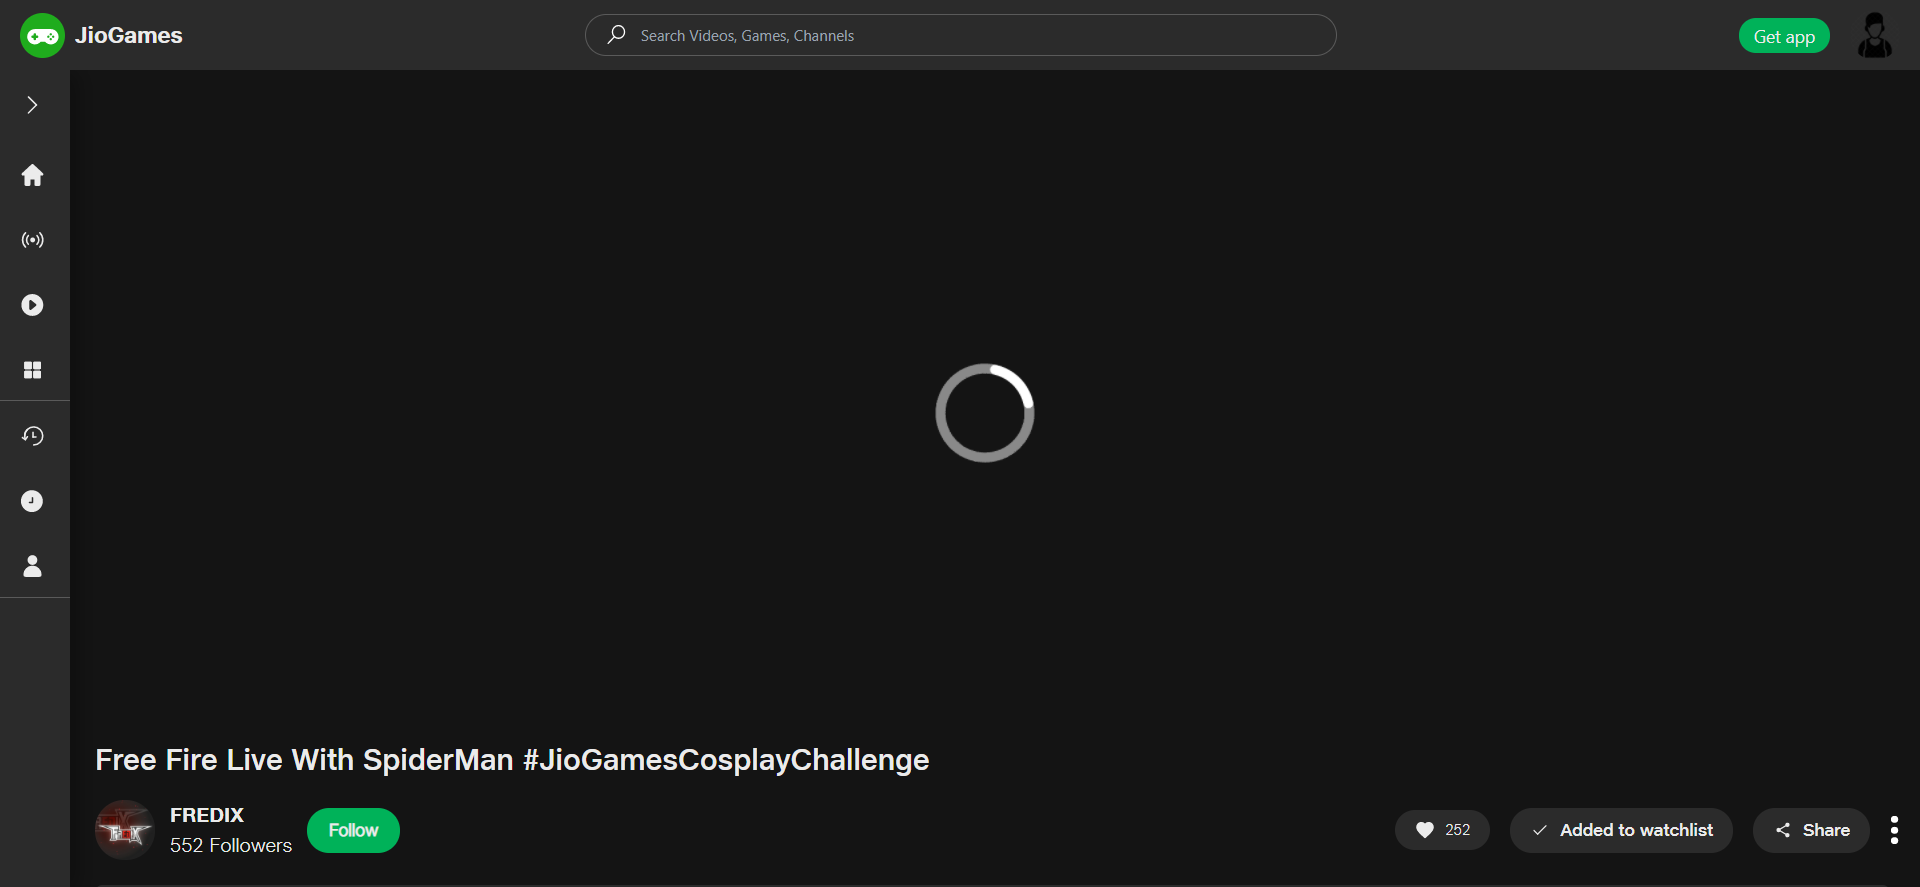 JioGames
Search Videos, Games, Channels
Get app
Free Fire Live With SpiderMan #JioGamesCosplayChallenge
FREDIX
552 Followers
Follow
252
Added to watchlist
Share